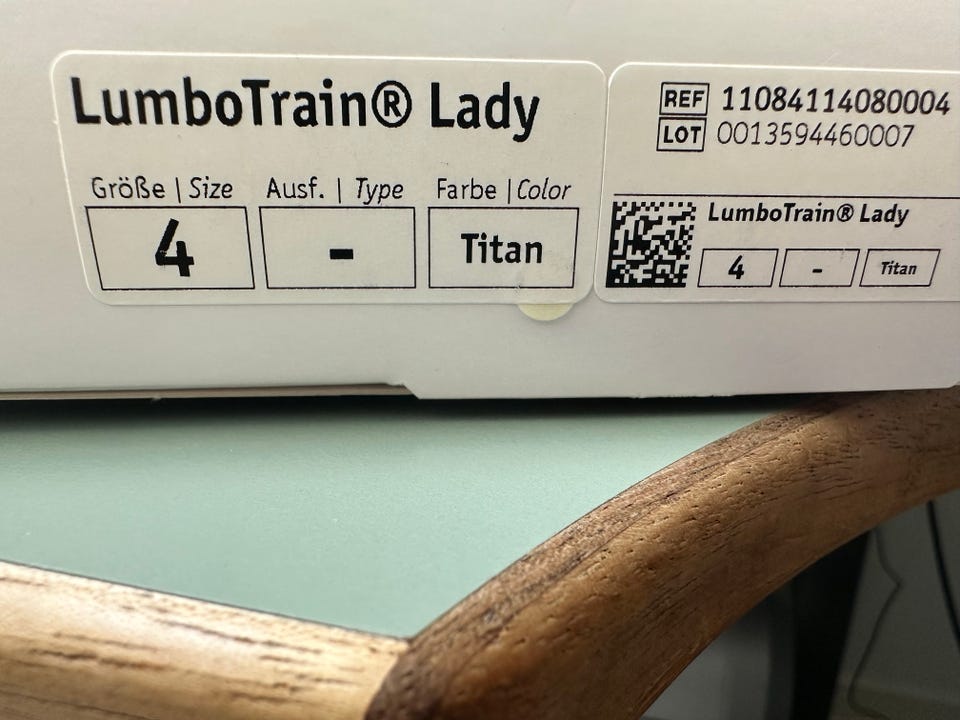 LumboTrain® Lady
Größe | Size Ausf. | Type Farbe | Color
4 - Titan
REF 11084114080004
LOT 0013594460007
LumboTrain® Lady
4 - Titan